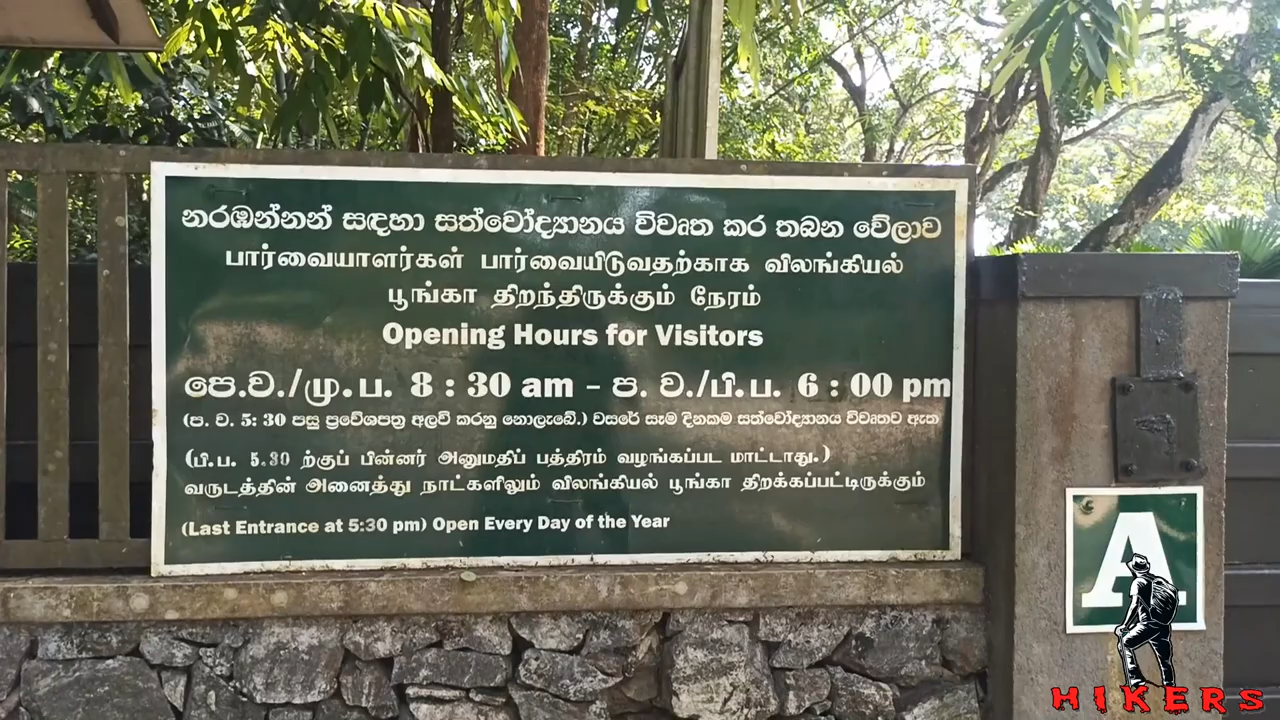 නරඹන්නන් සඳහා සත්වෝද්‍යානය විවෘත කර තබන වේලාව
பார்வையாளர்கள் பார்வையிடுவதற்காக விலங்கியல்
பூங்கா திறந்திருக்கும் நேரம்
Opening Hours for Visitors
පෙ.ව./மு.ப. 8 : 30 am - ප. ව./பி.ப. 6 : 00 pm
(ප. ව. 5: 30 පසු ප්‍රවේශපත්‍ර අලවි කරනු නොලැබේ.) වසරේ සෑම දිනකම සත්වෝද්‍යානය විවෘතව ඇත
(பி.ப. 5.30 ற்குப் பின்னர் அனுமதிப் பத்திரம் வழங்கப்பட மாட்டாது.)
வருடத்தின் அனைத்து நாட்களிலும் விலங்கியல் பூங்கா திறக்கப்பட்டிருக்கும்
(Last Entrance at 5:30 pm) Open Every Day of the Year
A
HIKERS